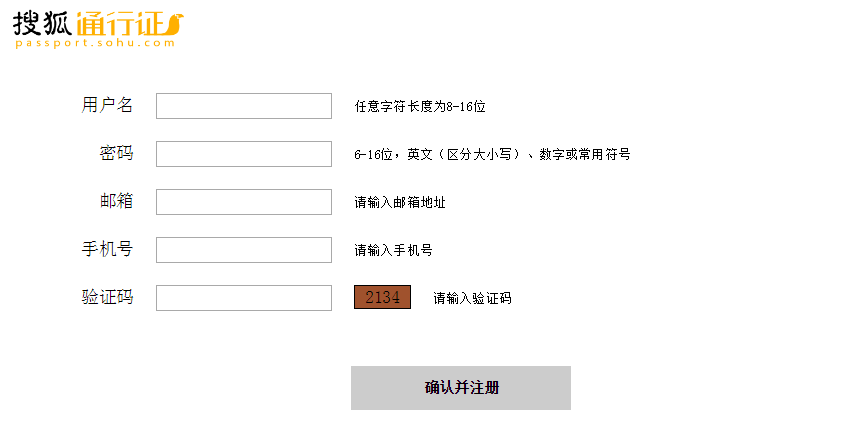 搜狐通行证
passport.sohu.com
用户名 任意字符长度为8-16位
密码 6-16位，英文（区分大小写）、数字或常用符号
邮箱 请输入邮箱地址
手机号 请输入手机号
验证码 2134 请输入验证码
确认并注册